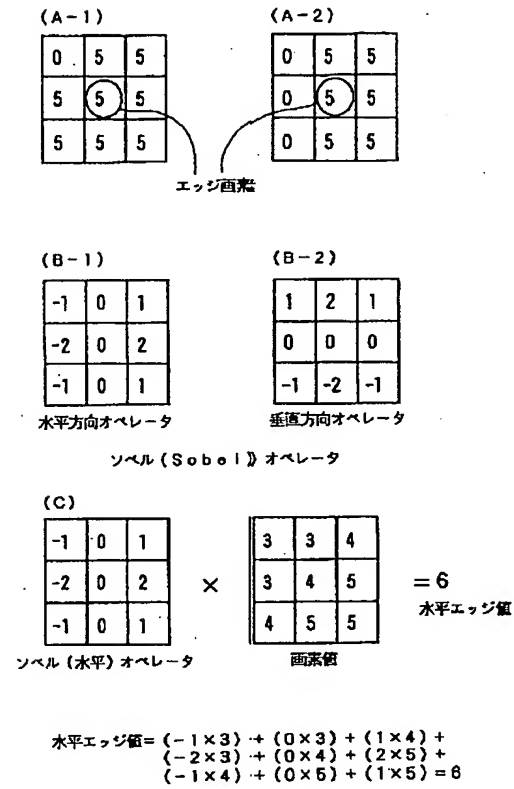 (A-1) (A-2)
0 5 5 0 5 5
5 5 5 0 5 5
5 5 5 0 5 5
エッジ画素
(B-1) (B-2)
-1 0 1 1 2 1
-2 0 2 0 0 0
-1 0 1 -1 -2 -1
水平方向オペレータ 垂直方向オペレータ
ソベル(Sobel))オペレータ
(C)
-1 0 1 3 3 4
-2 0 2 × 3 4 5 =6
-1 0 1 4 5 5 水平エッジ値
ソベル(水平)オペレータ 画素値
水平エッジ値=(-1×3)+(0×3)+(1×4)+
(-2×3)+(0×4)+(2×5)+
(-1×4)+(0×5)+(1×5)=6